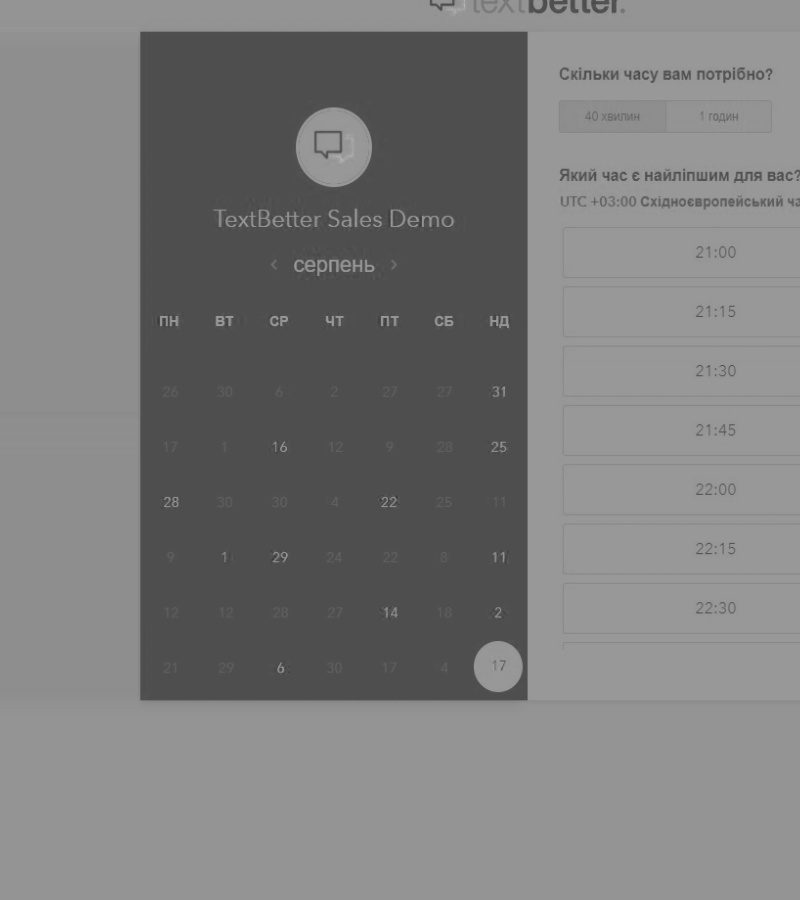 textbetter.
TextBetter Sales Demo
< серпень >
ПН ВТ СР ЧТ ПТ СБ НД
26 30 6 2 27 27 31
17 1 16 12 9 28 25
28 30 30 4 22 25 11
9 1 29 24 22 8 11
12 12 28 27 14 18 2
21 29 6 30 17 4 17
Скільки часу вам потрібно?
40 хвилин 1 годин
Який час є найліпшим для вас?
UTC +03:00 Східноєвропейський
21:00
21:15
21:30
21:45
22:00
22:15
22:30